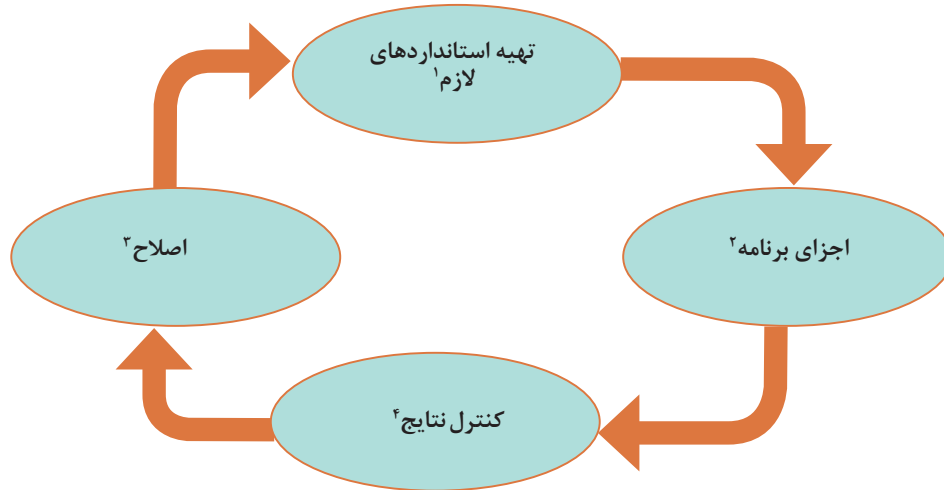 تهیه استانداردهای
لازم۱
اجزای برنامه۲
کنترل نتایج۴
اصلاح۳